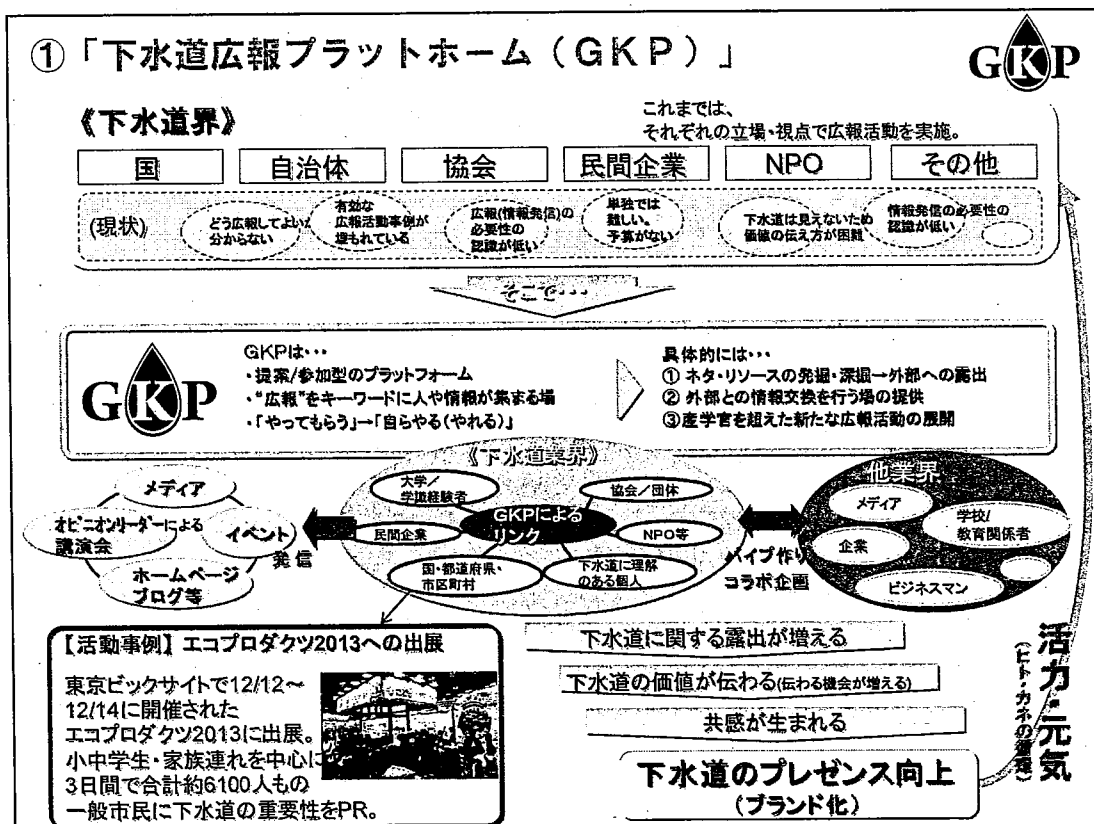 ①「下水道広報プラットホーム(GKP)」
GKP
《下水道界》
これまでは、
それぞれの立場・視点で広報活動を実施。
国
自治体
協会
民間企業
NPO
その他
(現状)
どう広報してよいか
分からない
有効な
広報活動事例が
埋もれている
広報(情報発信)の
必要性の
認識が低い
単独では
難しい。
予算がない
下水道は見えないため
価値の伝え方が困難
情報発信の必要性の
認識が低い
そこで・・・
GKP
GKPは・・・
・提案/参加型のプラットフォーム
・“広報”をキーワードに人や情報が集まる場
・「やってもらう」→「自らやる(やれる)」
具体的には・・・
① ネタ・リソースの発掘・深掘→外部への露出
② 外部との情報交換を行う場の提供
③産学官を超えた新たな広報活動の展開
メディア
オピニオンリーダーによる
講演会
イベント
ホームページ
ブログ等
発信
《下水道業界》
大学/
学識経験者
協会/団体
GKPによる
リンク
民間企業
NPO等
国・都道府県・
市区町村
下水道に理解
のある個人
パイプ作り
コラボ企画
他業界
メディア
学校/
教育関係者
企業
ビジネスマン
【活動事例】エコプロダクツ2013への出展
東京ビックサイトで12/12~
12/14に開催された
エコプロダクツ2013に出展。
小中学生・家族連れを中心に
3日間で合計約6100人もの
一般市民に下水道の重要性をPR。
下水道に関する露出が増える
下水道の価値が伝わる(伝わる機会が増える)
共感が生まれる
下水道のプレゼンス向上
(ブランド化)
活力・元気
(ヒト・カネの循環)